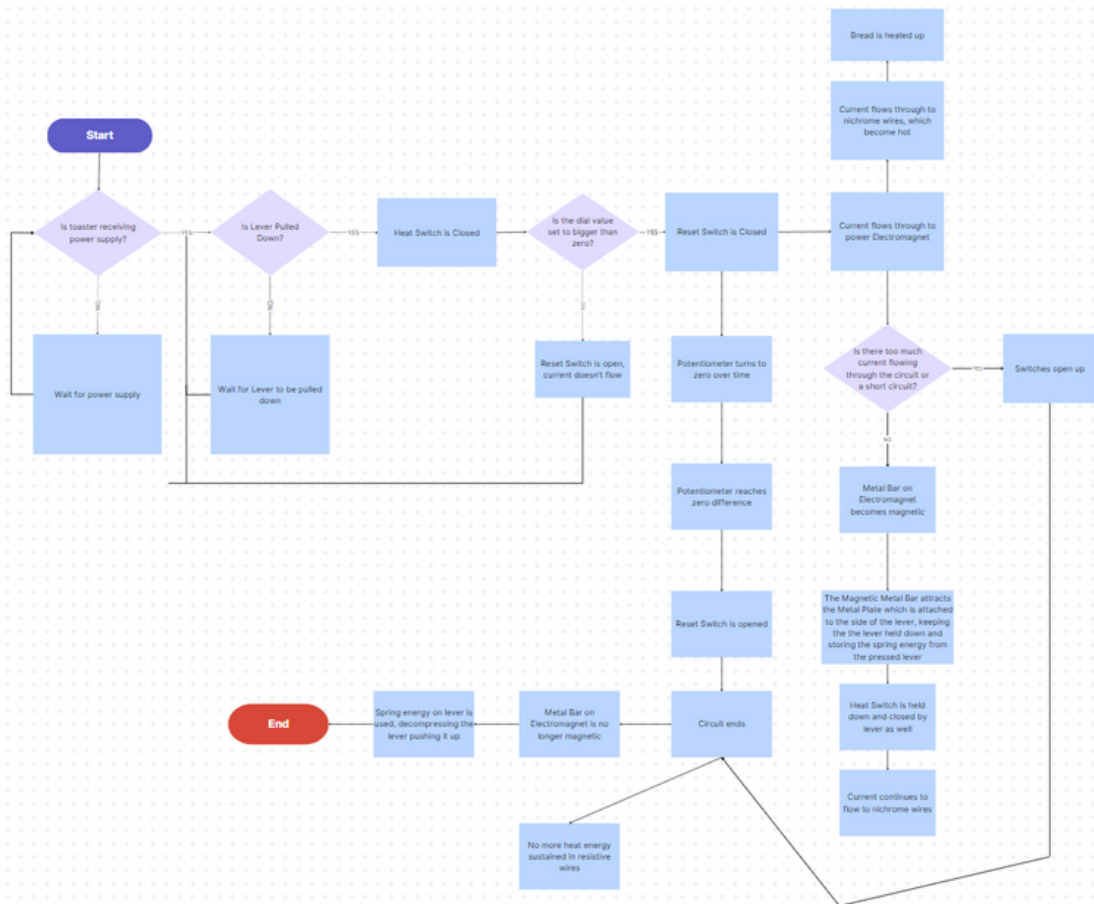 Bread is heated up
Current flows through to
nichrome wires, which
become hot
Start
Is toaster receiving
power supply?
YES
Is Lever Pulled
Down?
YES
Heat Switch is Closed
Is the dial value
set to bigger than
zero?
YES
Reset Switch is Closed
Current flows through to
power Electromagnet
NO
NO
NO
Wait for power supply
Wait for Lever to be pulled
down
Reset Switch is open,
current doesn't flow
Potentiometer turns to
zero over time
Is there too much
current flowing
through the circuit or
a short circuit?
YES
Switches open up
NO
Potentiometer reaches
zero difference
Metal Bar on
Electromagnet
becomes magnetic
Reset Switch is opened
The Magnetic Metal Bar attracts
the Metal Plate which is attached
to the side of the lever, keeping
the the lever held down and
storing the spring energy from
the pressed lever
End
Spring energy on lever is
used, decompressing the
lever pushing it up
Metal Bar on
Electromagnet is no
longer magnetic
Circuit ends
Heat Switch is held
down and closed by
lever as well
Current continues to
flow to nichrome wires
No more heat energy
sustained in resistive
wires